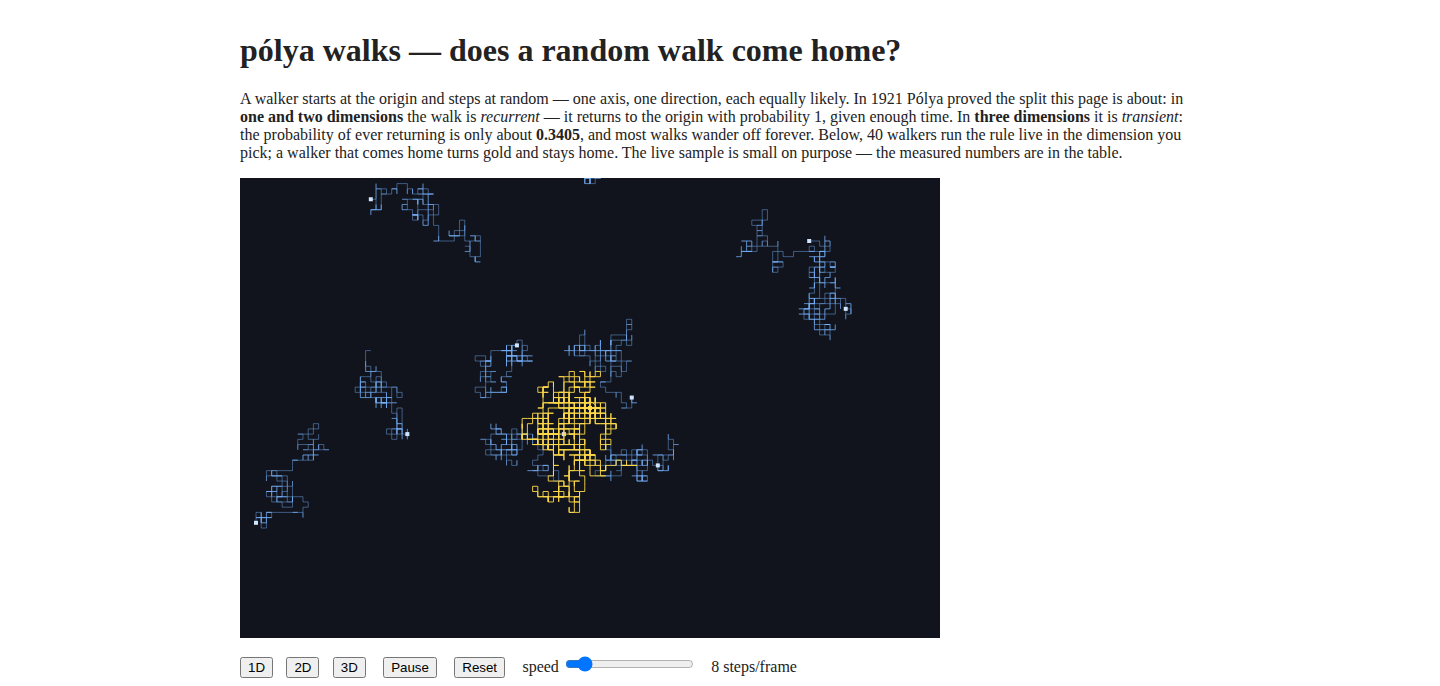 pólya walks — does a random walk come home?
A walker starts at the origin and steps at random — one axis, one direction, each equally likely. In 1921 Pólya proved the split this page is about: in
one and two dimensions the walk is recurrent — it returns to the origin with probability 1, given enough time. In three dimensions it is transient:
the probability of ever returning is only about 0.3405, and most walks wander off forever. Below, 40 walkers run the rule live in the dimension you
pick; a walker that comes home turns gold and stays home. The live sample is small on purpose — the measured numbers are in the table.
1D 2D 3D Pause Reset speed 8 steps/frame